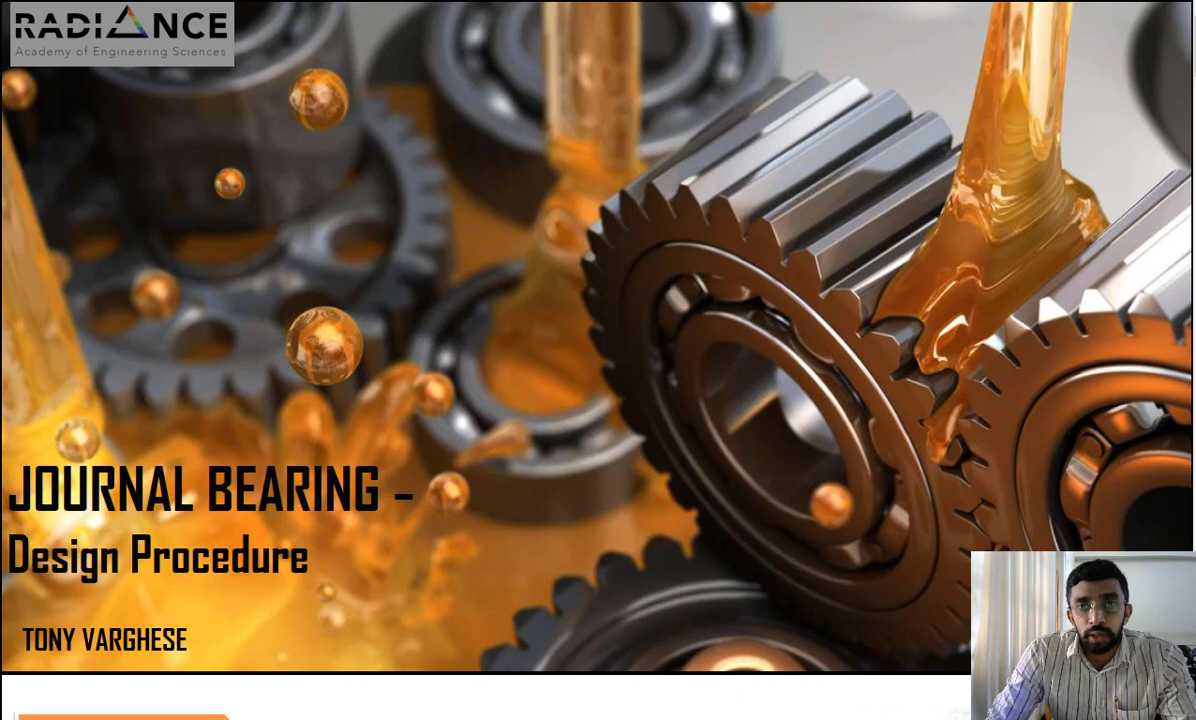 RADIANCE
Academy of Engineering Sciences
JOURNAL BEARING –
Design Procedure
TONY VARGHESE